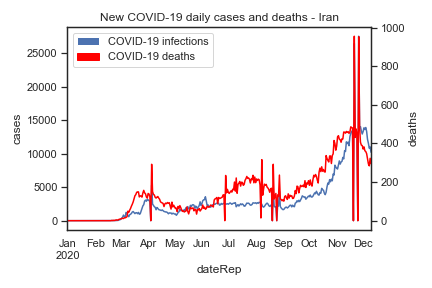 New COVID-19 daily cases and deaths - Iran
COVID-19 infections
COVID-19 deaths
25000
20000
15000
10000
5000
0
cases
1000
800
600
400
200
0
deaths
Jan Feb Mar Apr May Jun Jul Aug Sep Oct Nov Dec
2020
dateRep